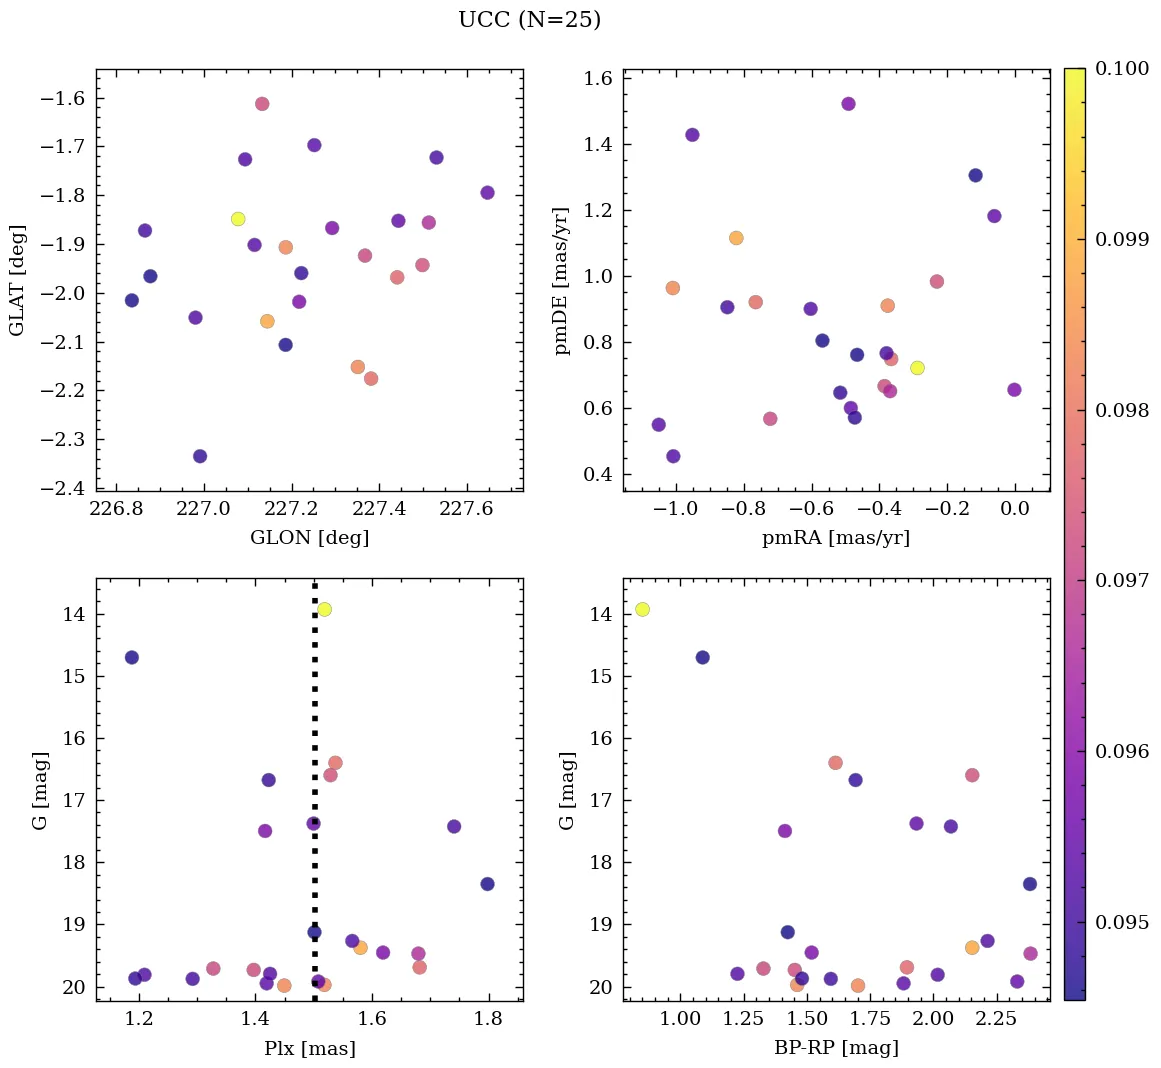 UCC (N=25)
−1.6
−1.7
−1.8
−1.9
−2.0
−2.1
−2.2
−2.3
−2.4
GLAT [deg]
226.8 227.0 227.2 227.4 227.6
GLON [deg]
1.6
1.4
1.2
1.0
0.8
0.6
0.4
pmDE [mas/yr]
−1.0 −0.8 −0.6 −0.4 −0.2 0.0
pmRA [mas/yr]
14
15
16
17
18
19
20
G [mag]
1.2 1.4 1.6 1.8
Plx [mas]
14
15
16
17
18
19
20
G [mag]
1.00 1.25 1.50 1.75 2.00 2.25
BP-RP [mag]
0.100
0.099
0.098
0.097
0.096
0.095